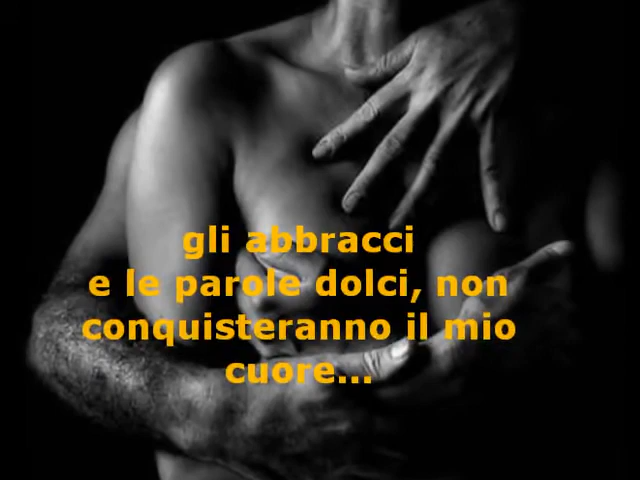 gli abbracci
e le parole dolci, non
conquisteranno il mio
cuore...